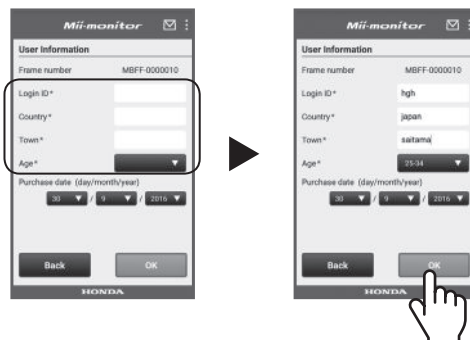 Mii-monitor
User Information
Frame number MBFF-0000010
Login ID*
Country*
Town*
Age*
Purchase date (day/month/year)
30 / 9 / 2016
Back OK
HONDA
Mii-monitor
User Information
Frame number MBFF-0000010
Login ID* hgh
Country* japan
Town* saitama
Age* 25-34
Purchase date (day/month/year)
30 / 9 / 2016
Back OK
HONDA